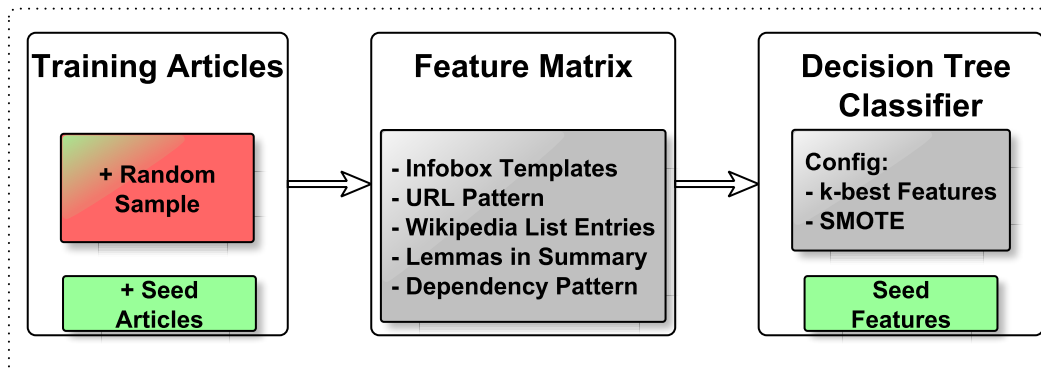 Training Articles
+ Random
Sample
+ Seed
Articles
Feature Matrix
- Infobox Templates
- URL Pattern
- Wikipedia List Entries
- Lemmas in Summary
- Dependency Pattern
Decision Tree
Classifier
Config:
- k-best Features
- SMOTE
Seed
Features